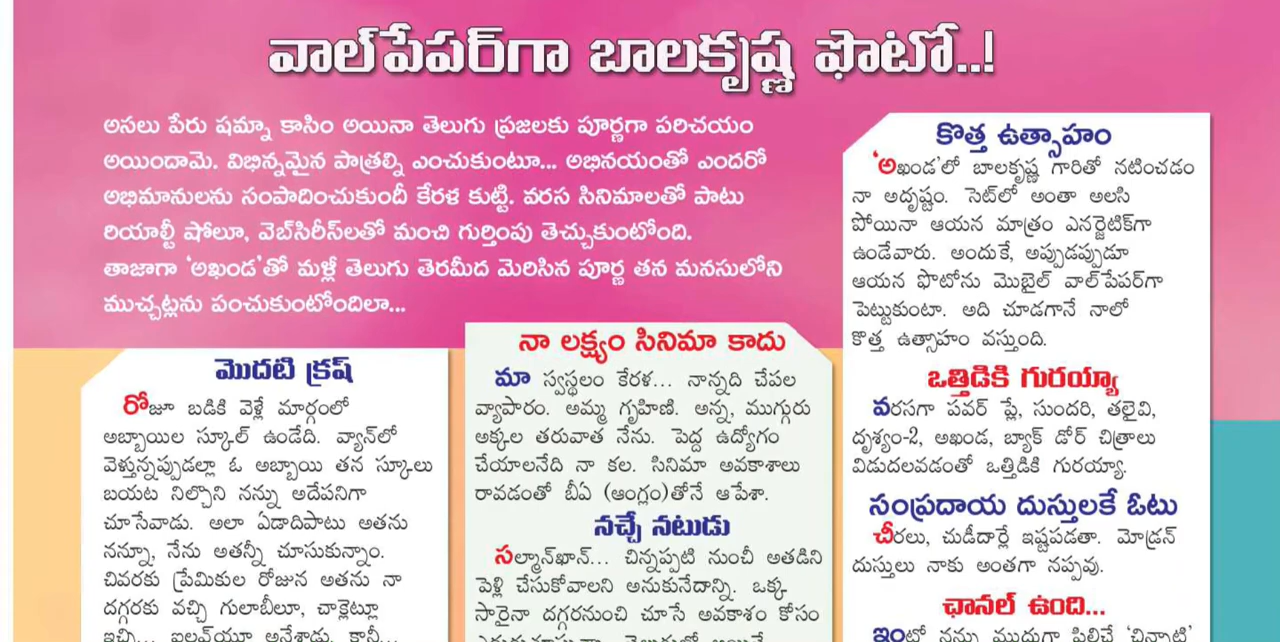 వాల్‌పేపర్‌గా బాలకృష్ణ ఫొటో..!
అసలు పేరు షమ్నా కాసిం అయినా తెలుగు ప్రజలకు పూర్ణగా పరిచయం
అయిందామె. విభిన్నమైన పాత్రల్ని ఎంచుకుంటూ... అభినయంతో ఎందరో
అభిమానులను సంపాదించుకుందీ కేరళ కుట్టి. వరస సినిమాలతో పాటు
రియాల్టీ షోలూ, వెబ్‌సిరీస్‌లతో మంచి గుర్తింపు తెచ్చుకుంటోంది.
తాజాగా ‘అఖండ’తో మళ్లీ తెలుగు తెరమీద మెరిసిన పూర్ణ తన మనసులోని
ముచ్చట్లను పంచుకుంటోందిలా...
మొదటి క్రష్
రోజూ బడికి వెళ్లే మార్గంలో
అబ్బాయిల స్కూల్ ఉండేది. వ్యాన్‌లో
వెళ్తున్నప్పుడల్లా ఓ అబ్బాయి తన స్కూలు
బయట నిల్చొని నన్ను అదేపనిగా
చూసేవాడు. అలా ఏడాదిపాటు అతను
నన్నూ, నేను అతన్నీ చూసుకున్నాం.
చివరకు ప్రేమికుల రోజున అతను నా
దగ్గరకు వచ్చి గులాబీలూ, చాక్లెట్లూ
ఇచ్చి... ఐలవ్‌యూ అనేశాడు. కానీ...
నా లక్ష్యం సినిమా కాదు
మా స్వస్థలం కేరళ... నాన్నది చేపల
వ్యాపారం. అమ్మ గృహిణి. అన్న, ముగ్గురు
అక్కల తరువాత నేను. పెద్ద ఉద్యోగం
చేయాలనేది నా కల. సినిమా అవకాశాలు
రావడంతో బీఏ (ఆంగ్లం)తోనే ఆపేశా.
నచ్చే నటుడు
సల్మాన్‌ఖాన్... చిన్నప్పటి నుంచీ అతడిని
పెళ్లి చేసుకోవాలని అనుకునేదాన్ని. ఒక్క
సారైనా దగ్గరనుంచి చూసే అవకాశం కోసం
కొత్త ఉత్సాహం
‘అఖండ’లో బాలకృష్ణ గారితో నటించడం
నా అదృష్టం. సెట్‌లో అంతా అలసి
పోయినా ఆయన మాత్రం ఎనర్జెటిక్‌గా
ఉండేవారు. అందుకే, అప్పుడప్పుడూ
ఆయన ఫొటోను మొబైల్ వాల్‌పేపర్‌గా
పెట్టుకుంటా. అది చూడగానే నాలో
కొత్త ఉత్సాహం వస్తుంది.
ఒత్తిడికి గురయ్యా
వరసగా పవర్ ప్లే, సుందరి, తలైవి,
దృశ్యం-2, అఖండ, బ్యాక్ డోర్ చిత్రాలు
విడుదలవడంతో ఒత్తిడికి గురయ్యా.
సంప్రదాయ దుస్తులకే ఓటు
చీరలు, చుడీదార్లే ఇష్టపడతా. మోడ్రన్
దుస్తులు నాకు అంతగా నప్పవు.
ఛానల్ ఉంది...
ఇంట్లో నన్ను ముద్దుగా పిలిచే ‘చిన్నాటి’